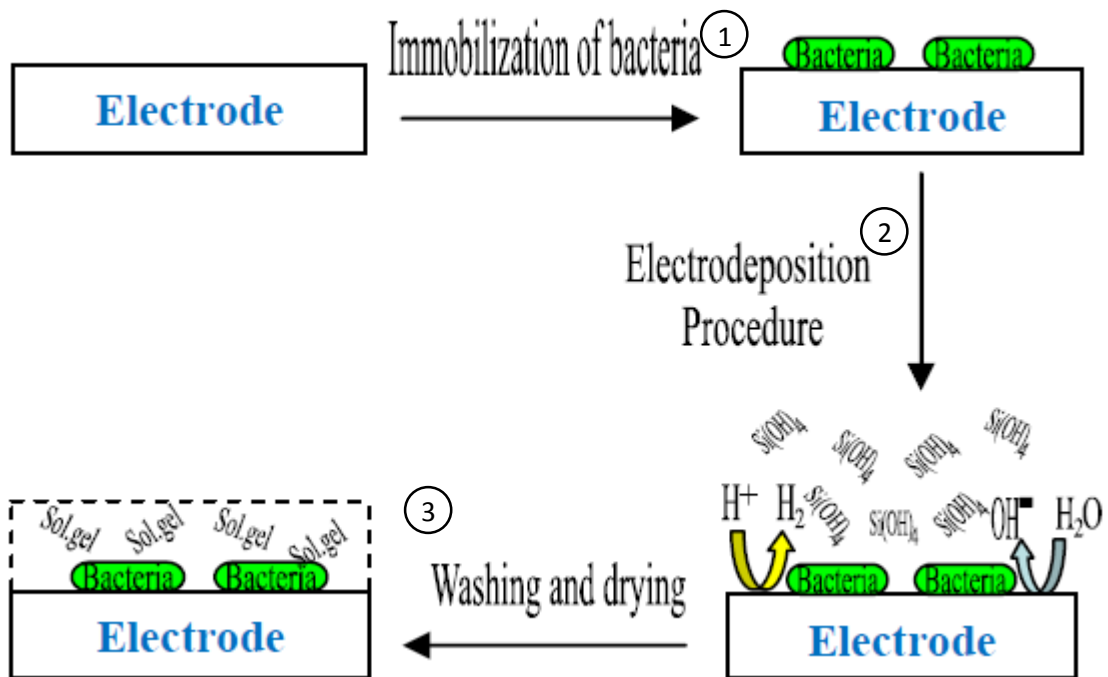 Immobilization of bacteria
1
Electrode
Bacteria
Bacteria
Electrode
2
Electrodeposition
Procedure
Si(OH)₄
Si(OH)₄
Si(OH)₄
Si(OH)₄
H⁺
H₂
Si(OH)₄
Si(OH)₄
Si(OH)₄
OH⁻
H₂O
Bacteria
Bacteria
Electrode
3
Washing and drying
Sol.gel
Sol.gel
Sol.gel
Sol.gel
Bacteria
Bacteria
Electrode